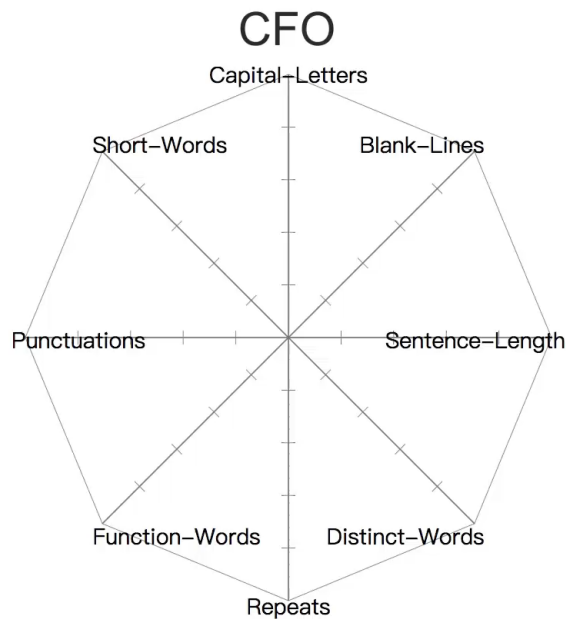 CFO
Capital-Letters
Short-Words
Blank-Lines
Punctuations
Sentence-Length
Function-Words
Distinct-Words
Repeats